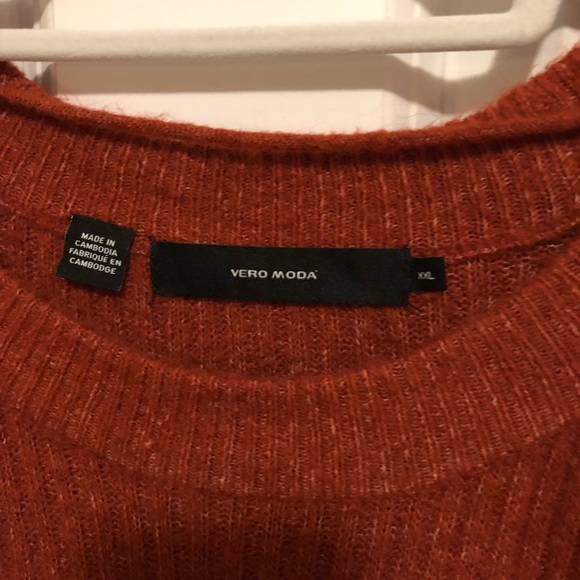 MADE IN
CAMBODIA
FABRIQUÉ EN
CAMBODGE
VERO MODA
XXL